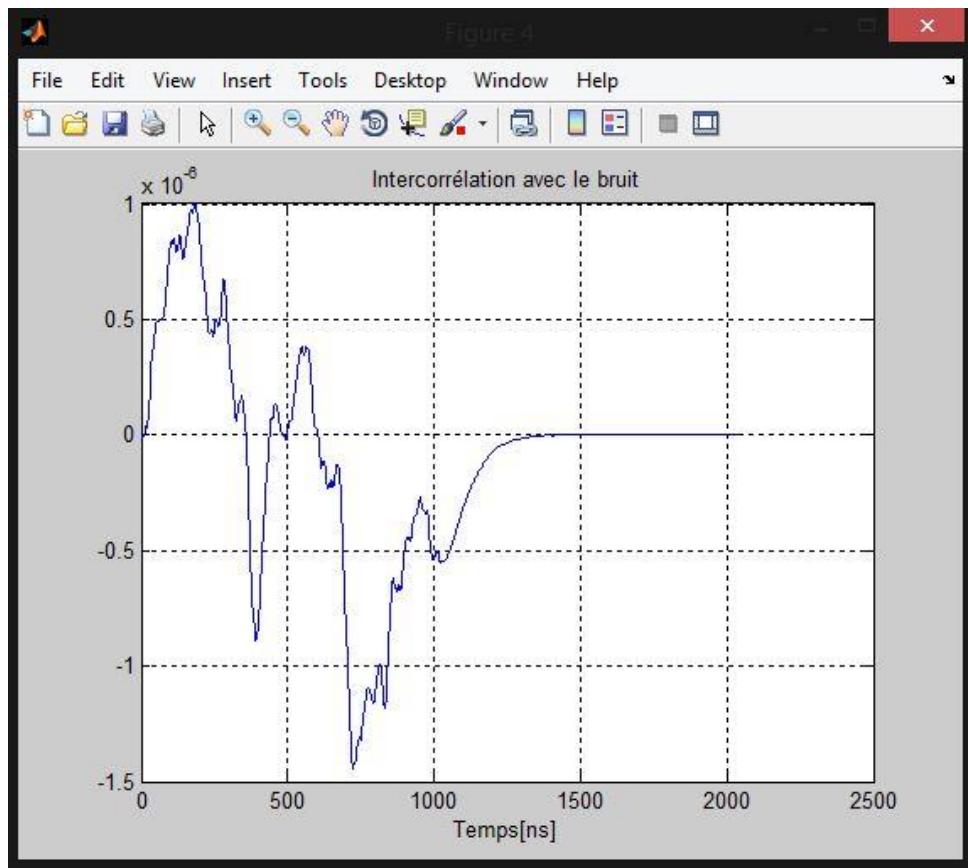 Figure 4
File Edit View Insert Tools Desktop Window Help
x 10^-6
Intercorrélation avec le bruit
1
0.5
0
-0.5
-1
-1.5
0 500 1000 1500 2000 2500
Temps[ns]